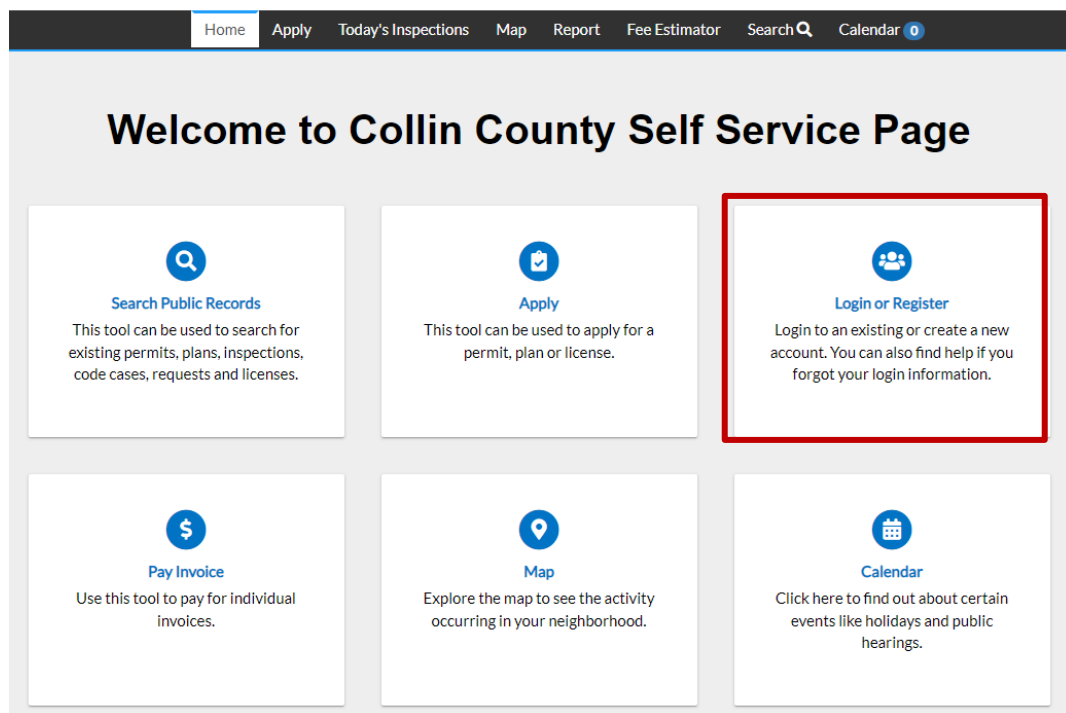 Home Apply Today's Inspections Map Report Fee Estimator Search Calendar 0
Welcome to Collin County Self Service Page
Search Public Records
This tool can be used to search for
existing permits, plans, inspections,
code cases, requests and licenses.
Apply
This tool can be used to apply for a
permit, plan or license.
Login or Register
Login to an existing or create a new
account. You can also find help if you
forgot your login information.
Pay Invoice
Use this tool to pay for individual
invoices.
Map
Explore the map to see the activity
occurring in your neighborhood.
Calendar
Click here to find out about certain
events like holidays and public
hearings.